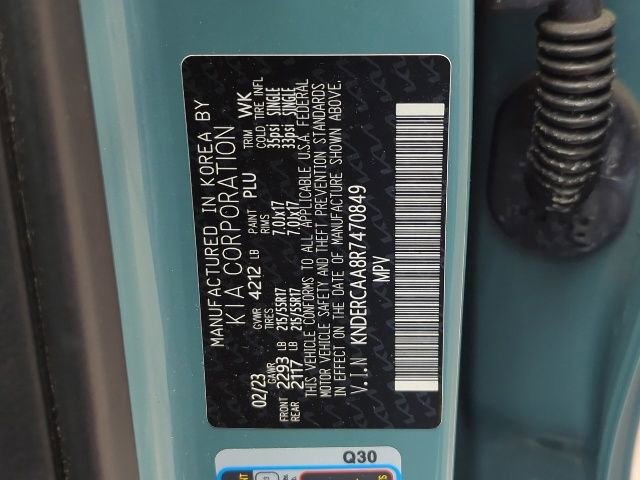 MANUFACTURED IN KOREA BY
KIA CORPORATION
02/23 GVWR 4212 LB PAINT PLU TRIM WK
GAWR TIRES RIMS COLD TIRE INFL
FRONT 2293 LB 215/55R17 7.0Jx17 35psi SINGLE
REAR 2117 LB 215/55R17 7.0Jx17 33psi SINGLE
THIS VEHICLE CONFORMS TO ALL APPLICABLE U.S.A. FEDERAL
MOTOR VEHICLE SAFETY AND THEFT PREVENTION STANDARDS
IN EFFECT ON THE DATE OF MANUFACTURE SHOWN ABOVE.
V.I.N KNDERCAA8R7470849
MPV
Q30